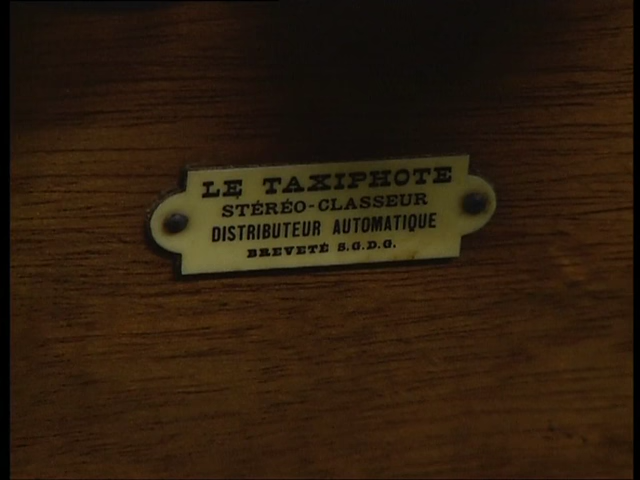 LE TAXIPHOTE
STÉRÉO-CLASSEUR
DISTRIBUTEUR AUTOMATIQUE
BREVETÉ S.G.D.G.